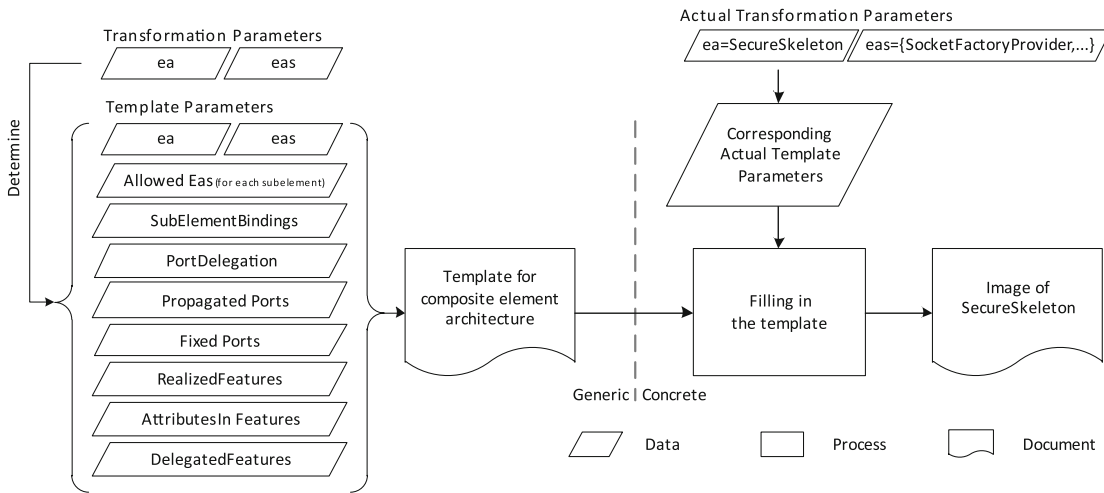 Transformation Parameters
ea
eas
Determine
Template Parameters
ea
eas
Allowed Eas (for each subelement)
SubElementBindings
PortDelegation
Propagated Ports
Fixed Ports
RealizedFeatures
AttributesIn Features
DelegatedFeatures
Template for
composite element
architecture
Actual Transformation Parameters
ea=SecureSkeleton
eas={SocketFactoryProvider,...}
Corresponding
Actual Template
Parameters
Filling in
the template
Image of
SecureSkeleton
Generic
Concrete
Data
Process
Document